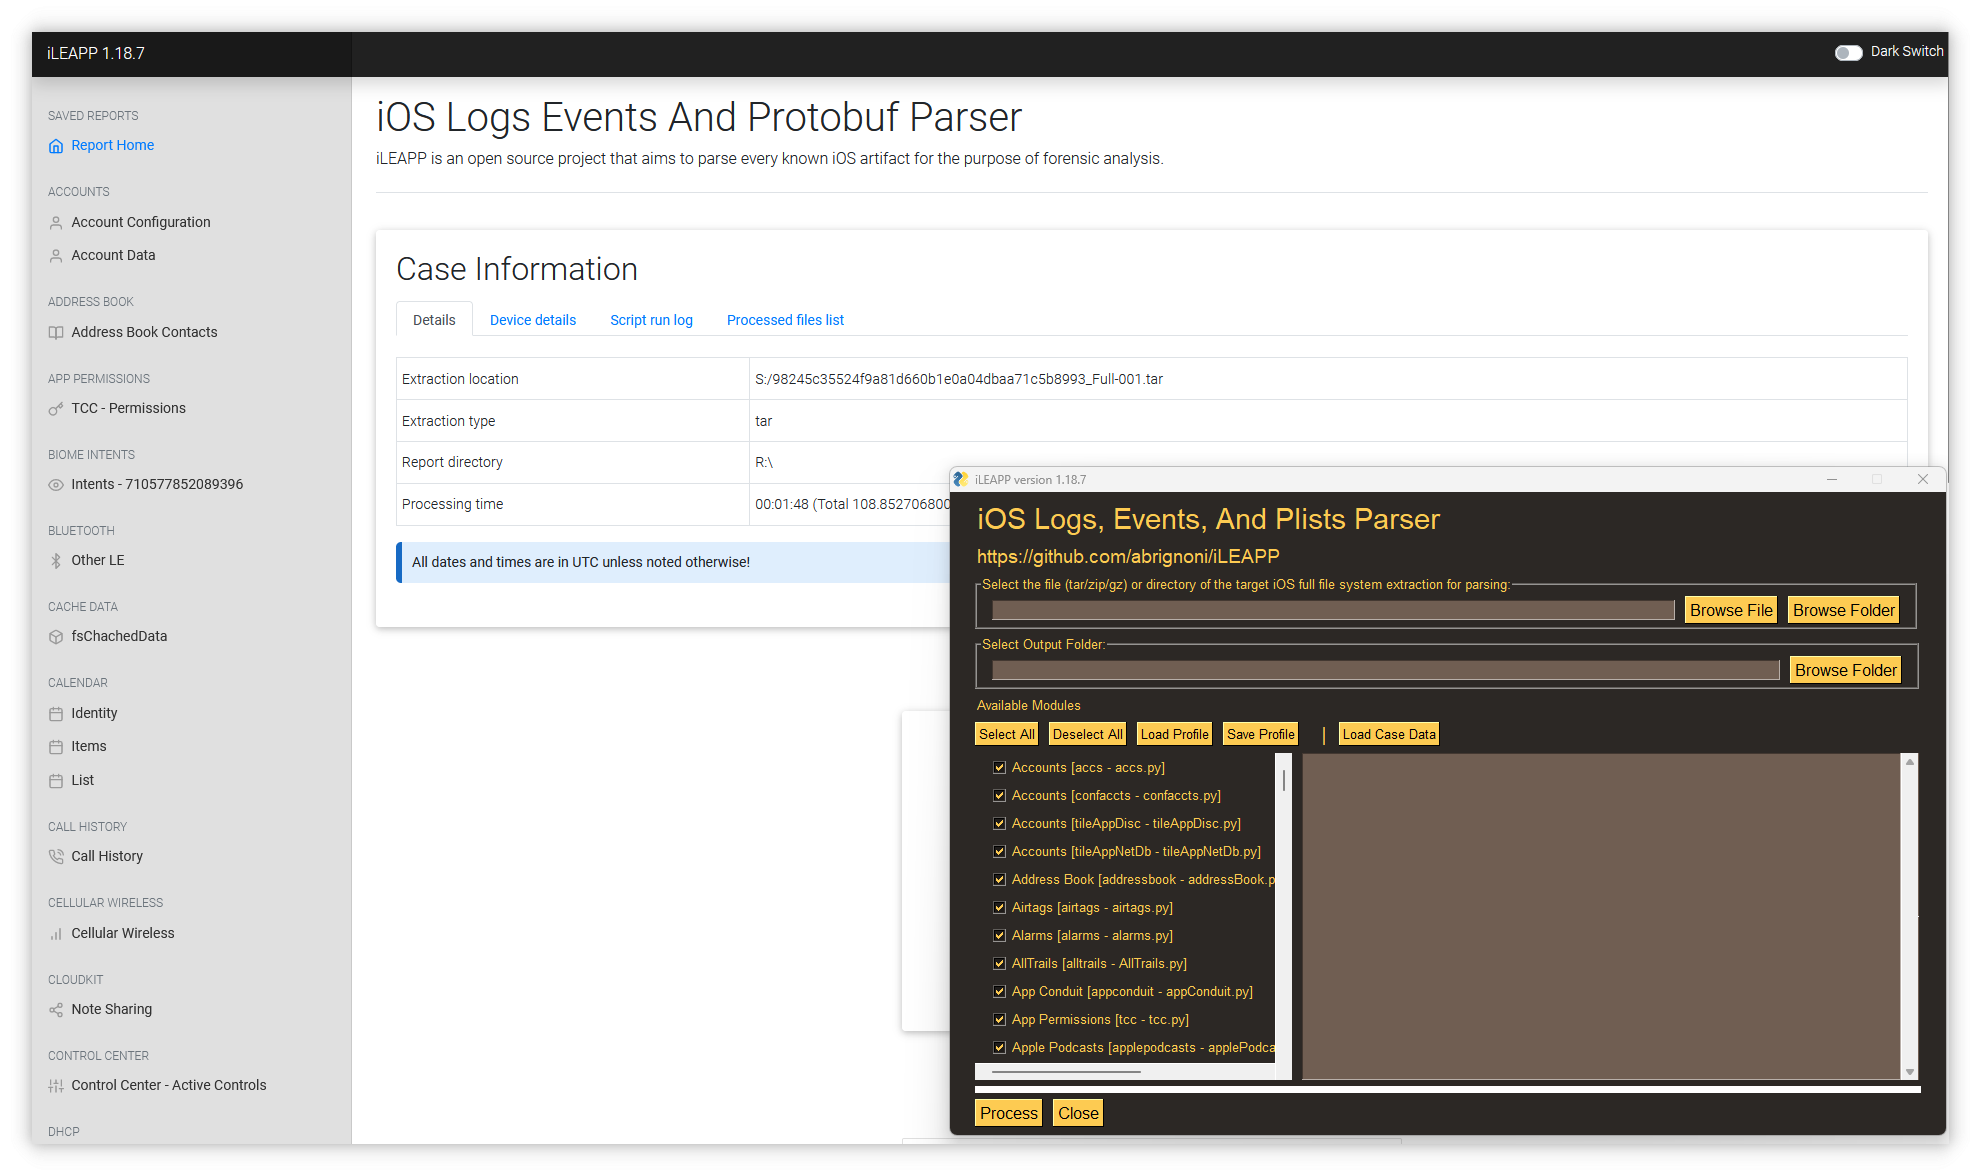 iLEAPP 1.18.7
Dark Switch
SAVED REPORTS
Report Home
ACCOUNTS
Account Configuration
Account Data
ADDRESS BOOK
Address Book Contacts
APP PERMISSIONS
TCC - Permissions
BIOME INTENTS
Intents - 710577852089396
BLUETOOTH
Other LE
CACHE DATA
fsChachedData
CALENDAR
Identity
Items
List
CALL HISTORY
Call History
CELLULAR WIRELESS
Cellular Wireless
CLOUDKIT
Note Sharing
CONTROL CENTER
Control Center - Active Controls
DHCP
iOS Logs Events And Protobuf Parser
iLEAPP is an open source project that aims to parse every known iOS artifact for the purpose of forensic analysis.
Case Information
Details Device details Script run log Processed files list
Extraction location S:/98245c35524f9a81d660b1e0a04dbaa71c5b8993_Full-001.tar
Extraction type tar
Report directory R:\
Processing time 00:01:48 (Total 108.852706800
All dates and times are in UTC unless noted otherwise!
iLEAPP version 1.18.7
iOS Logs, Events, And Plists Parser
https://github.com/abrignoni/iLEAPP
Select the file (tar/zip/gz) or directory of the target iOS full file system extraction for parsing:
Browse File Browse Folder
Select Output Folder:
Browse Folder
Available Modules
Select All Deselect All Load Profile Save Profile | Load Case Data
Accounts [accs - accs.py]
Accounts [confaccts - confaccts.py]
Accounts [tileAppDisc - tileAppDisc.py]
Accounts [tileAppNetDb - tileAppNetDb.py]
Address Book [addressbook - addressBook.p
Airtags [airtags - airtags.py]
Alarms [alarms - alarms.py]
AllTrails [alltrails - AllTrails.py]
App Conduit [appconduit - appConduit.py]
App Permissions [tcc - tcc.py]
Apple Podcasts [applepodcasts - applePodca
Process Close